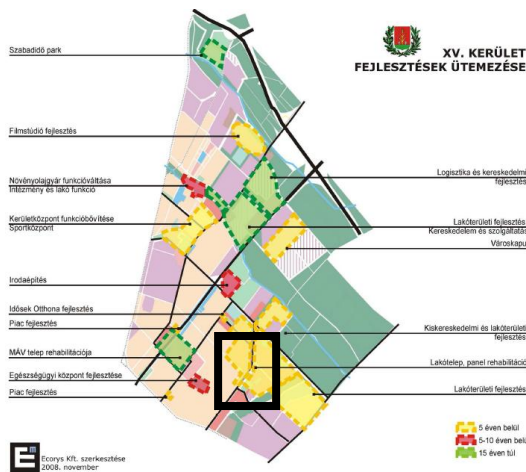 XV. KERÜLET
FEJLESZTÉSEK ÜTEMEZÉSE
Szabadidő park
Filmstúdió fejlesztés
Növényolajgyár funkcióváltása
Intézmény és lakó funkció
Kerületközpont funkcióbővítése
Sportközpont
Irodaépítés
Idősek Otthona fejlesztés
Piac fejlesztés
MÁV telep rehabilitációja
Egészségügyi központ fejlesztése
Piac fejlesztés
Logisztika és kereskedelmi
fejlesztés
Lakóterületi fejlesztés
Kereskedelem és szolgáltatás
Városkapu
Kiskereskedelmi és lakóterületi
fejlesztés
Lakótelep, panel rehabilitáció
Lakóterületi fejlesztés
5 éven belül
5-10 éven belü
15 éven túl
Ecorys Kft. szerkesztése
2008. november